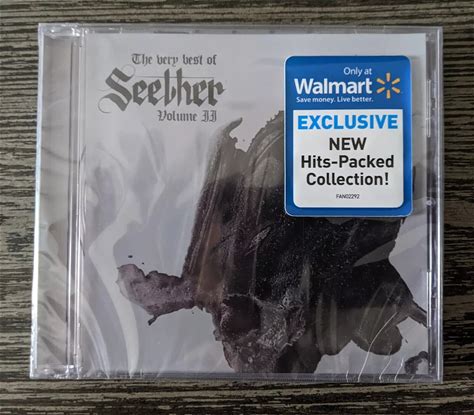 The very best of
Seether
Volume II
Only at
Walmart
Save money. Live better.
EXCLUSIVE
NEW
Hits-Packed
Collection!
FAN02292